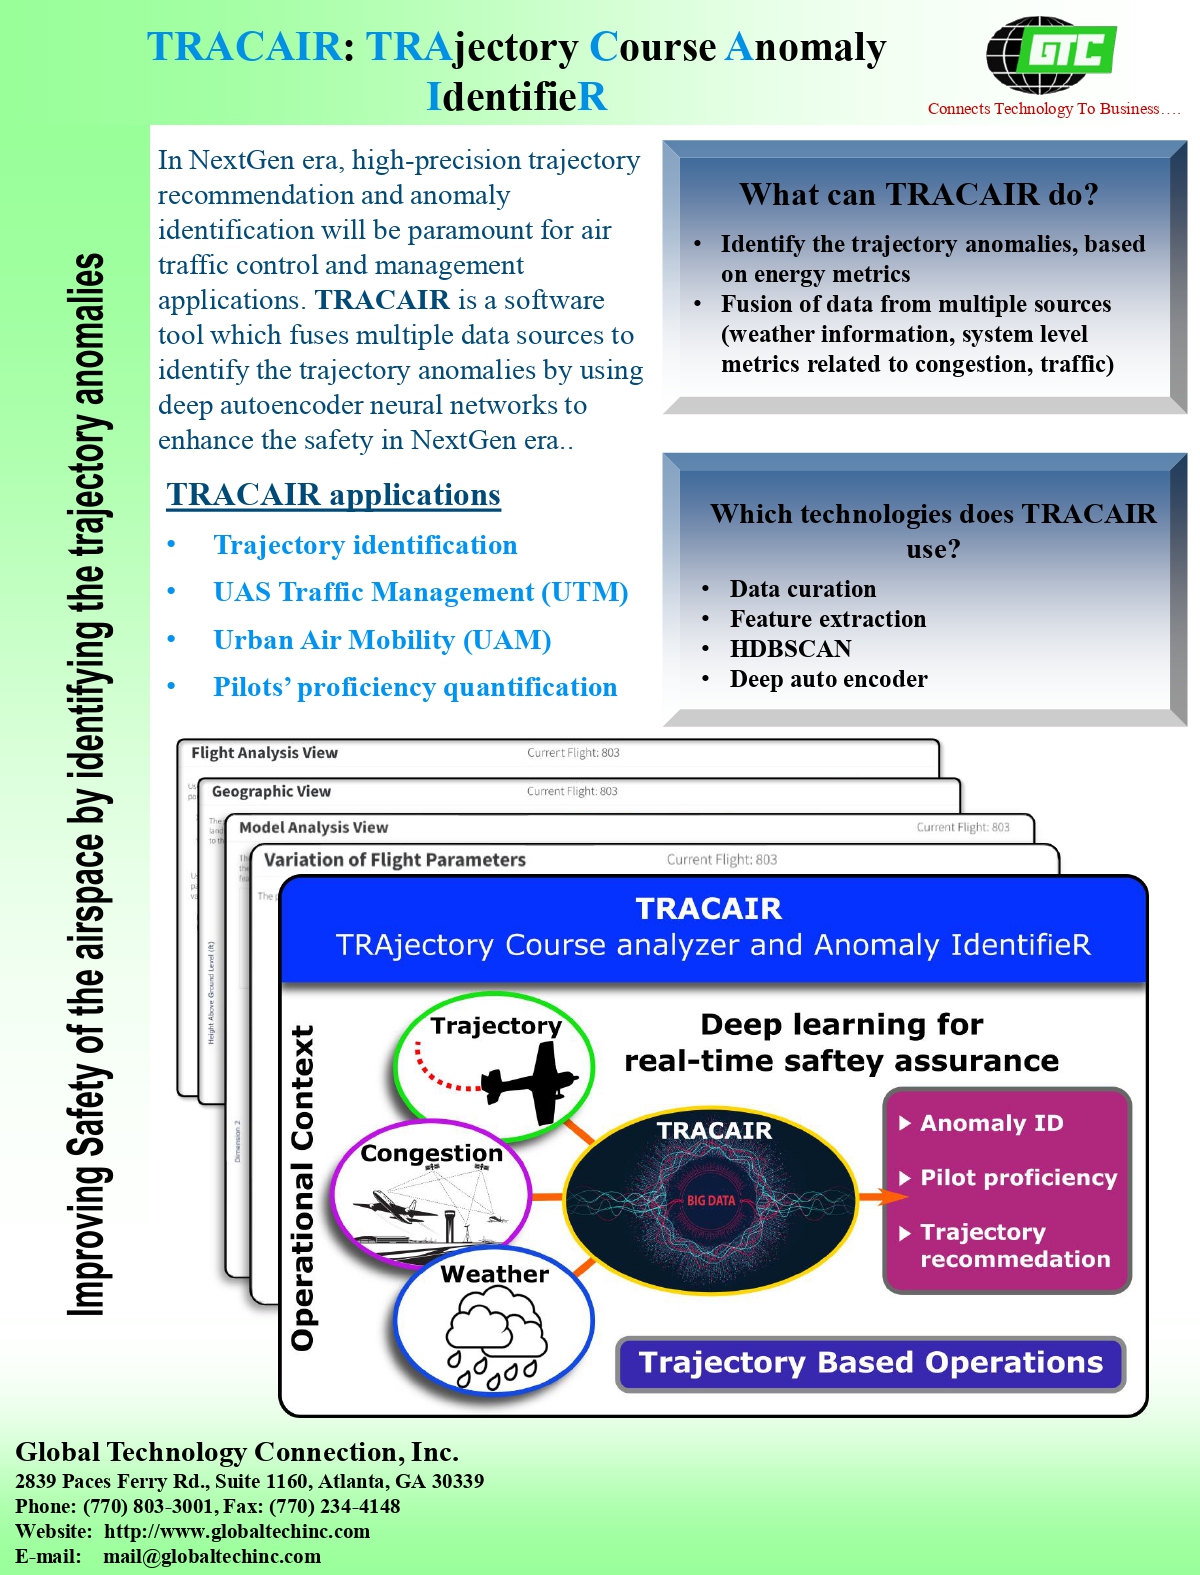 TRACAIR: TRAjectory Course Anomaly
IdentifieR
GTC
Connects Technology To Business....
Improving Safety of the airspace by identifying the trajectory anomalies
In NextGen era, high-precision trajectory
recommendation and anomaly
identification will be paramount for air
traffic control and management
applications. TRACAIR is a software
tool which fuses multiple data sources to
identify the trajectory anomalies by using
deep autoencoder neural networks to
enhance the safety in NextGen era..
TRACAIR applications
• Trajectory identification
• UAS Traffic Management (UTM)
• Urban Air Mobility (UAM)
• Pilots' proficiency quantification
What can TRACAIR do?
• Identify the trajectory anomalies, based
on energy metrics
• Fusion of data from multiple sources
(weather information, system level
metrics related to congestion, traffic)
Which technologies does TRACAIR
use?
• Data curation
• Feature extraction
• HDBSCAN
• Deep auto encoder
Flight Analysis View Current Flight: 803
Geographic View Current Flight: 803
Model Analysis View Current Flight: 803
Variation of Flight Parameters Current Flight: 803
The
Height Above Ground Level (ft)
Dimension 2
TRACAIR
TRAjectory Course analyzer and Anomaly IdentifieR
Operational Context
Trajectory
Congestion
Weather
Deep learning for
real-time saftey assurance
TRACAIR
BIG DATA
Anomaly ID
Pilot proficiency
Trajectory
recommedation
Trajectory Based Operations
Global Technology Connection, Inc.
2839 Paces Ferry Rd., Suite 1160, Atlanta, GA 30339
Phone: (770) 803-3001, Fax: (770) 234-4148
Website: http://www.globaltechinc.com
E-mail: mail@globaltechinc.com